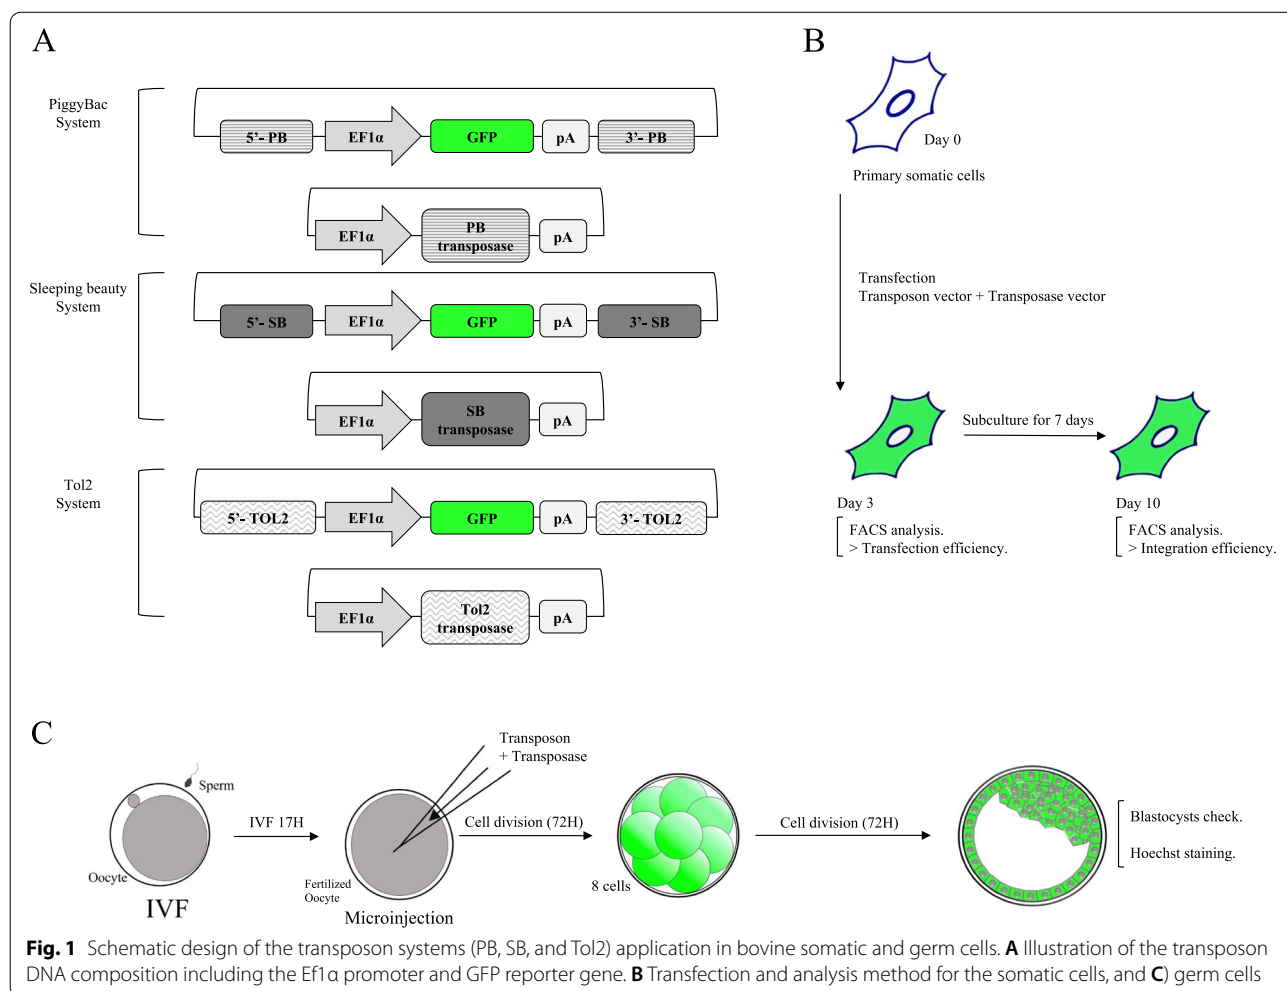 A
PiggyBac
System
5’- PB
EF1α
GFP
pA
3’- PB
EF1α
PB
transposase
pA
Sleeping beauty
System
5’- SB
EF1α
GFP
pA
3’- SB
EF1α
SB
transposase
pA
Tol2
System
5’- TOL2
EF1α
GFP
pA
3’- TOL2
EF1α
Tol2
transposase
pA
B
Day 0
Primary somatic cells
Transfection
Transposon vector + Transposase vector
Subculture for 7 days
Day 3
FACS analysis.
> Transfection efficiency.
Day 10
FACS analysis.
> Integration efficiency.
C
Sperm
Oocyte
IVF
IVF 17H
Transposon
+ Transposase
Fertilized
Oocyte
Microinjection
Cell division (72H)
8 cells
Cell division (72H)
Blastocysts check.
Hoechst staining.
Fig. 1 Schematic design of the transposon systems (PB, SB, and Tol2) application in bovine somatic and germ cells. A Illustration of the transposon
DNA composition including the Ef1α promoter and GFP reporter gene. B Transfection and analysis method for the somatic cells, and C) germ cells